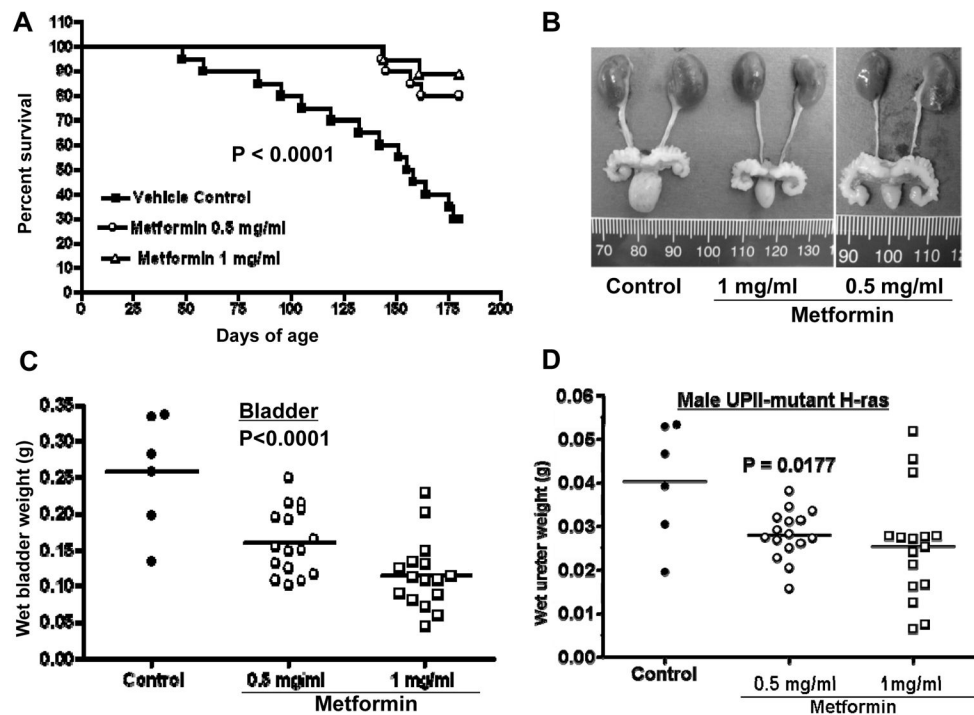 A
100
90
80
70
60
50
40
30
20
10
0
Percent survival
P < 0.0001
Vehicle Control
Metformin 0.5 mg/ml
Metformin 1 mg/ml
0 25 50 75 100 125 150 175 200
Days of age
B
70 80 90 100 110 120 130 1
90 100 110 12
Control 1 mg/ml 0.5 mg/ml
Metformin
C
0.40
0.35
0.30
0.25
0.20
0.15
0.10
0.05
0.00
Wet bladder weight (g)
Bladder
P<0.0001
Control 0.5 mg/ml 1 mg/ml
Metformin
D
0.06
0.05
0.04
0.03
0.02
0.01
0.00
Wet ureter weight (g)
Male UPII-mutant H-ras
P = 0.0177
Control 0.5 mg/ml 1mg/ml
Metformin